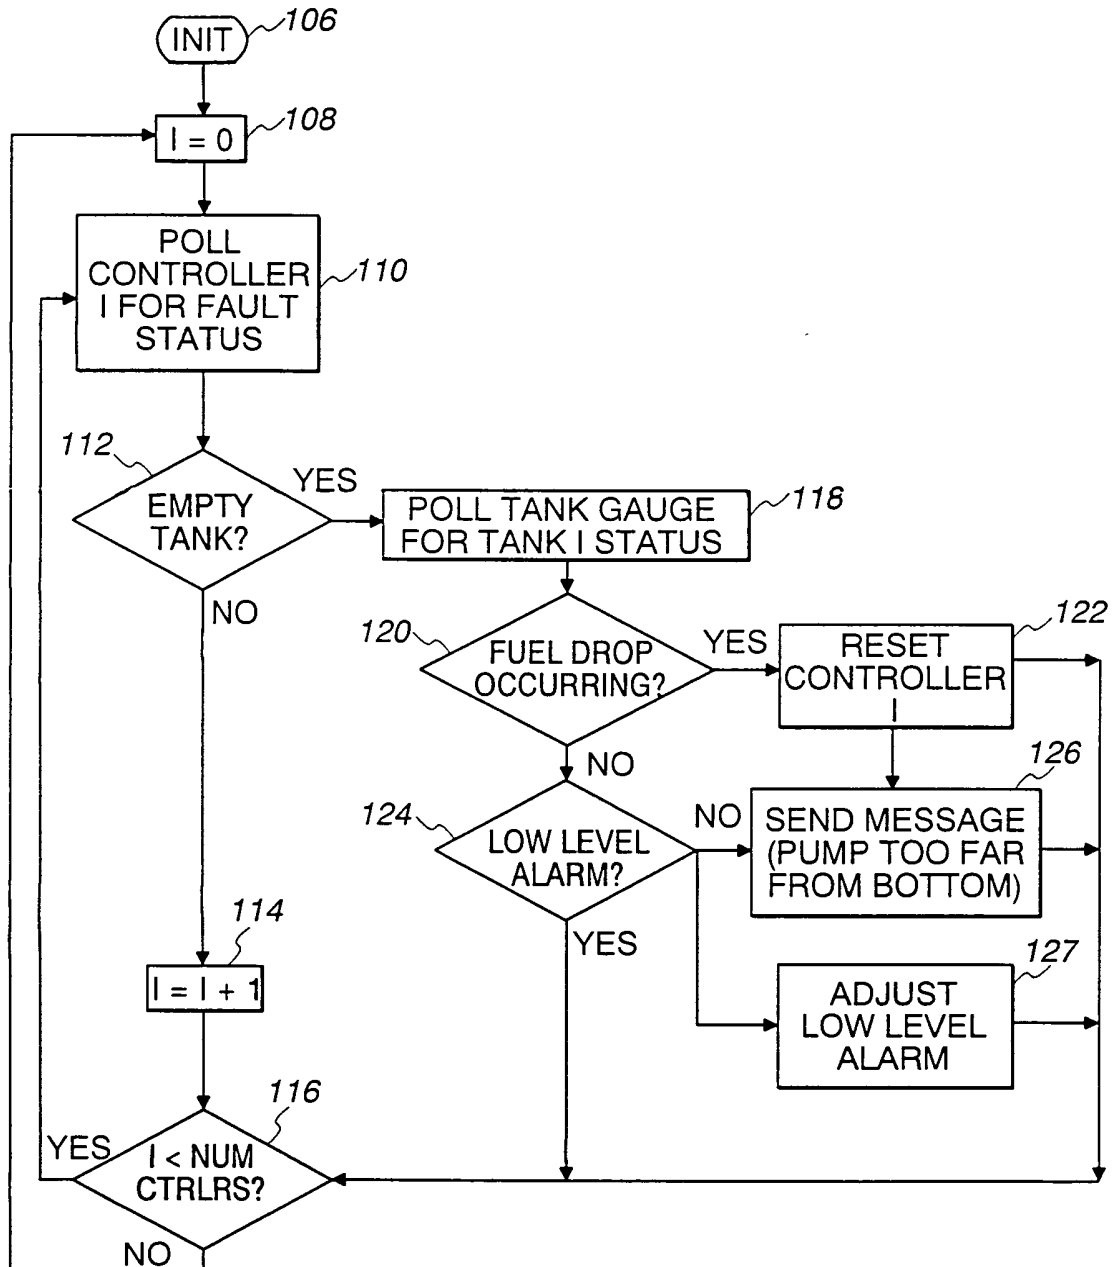 INIT
106
I = 0
108
POLL
CONTROLLER
I FOR FAULT
STATUS
110
112
EMPTY
TANK?
YES
NO
POLL TANK GAUGE
FOR TANK I STATUS
118
120
FUEL DROP
OCCURRING?
YES
NO
RESET
CONTROLLER
I
122
124
LOW LEVEL
ALARM?
NO
YES
SEND MESSAGE
(PUMP TOO FAR
FROM BOTTOM)
126
ADJUST
LOW LEVEL
ALARM
127
114
I = I + 1
116
I < NUM
CTRLRS?
YES
NO